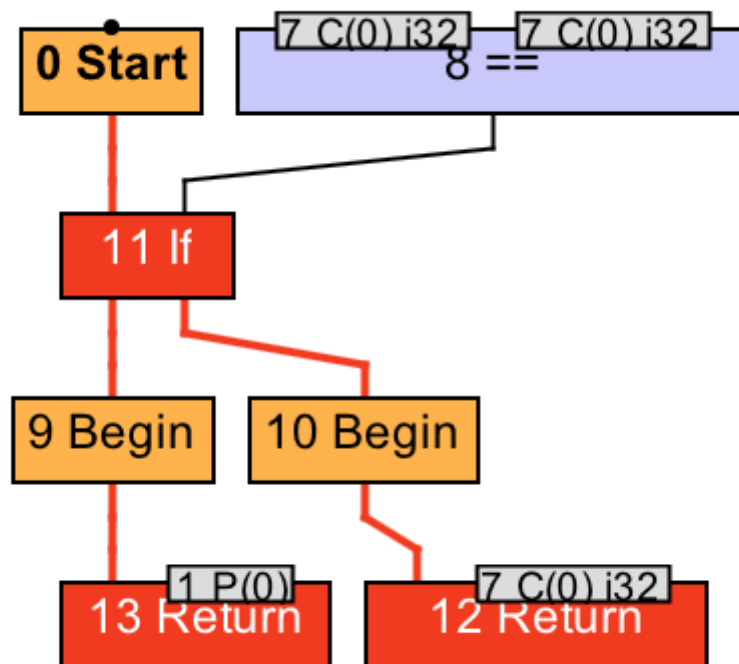 7 C(0) i32
7 C(0) i32
0 Start
8 ==
11 If
9 Begin
10 Begin
1 P(0)
7 C(0) i32
13 Return
12 Return